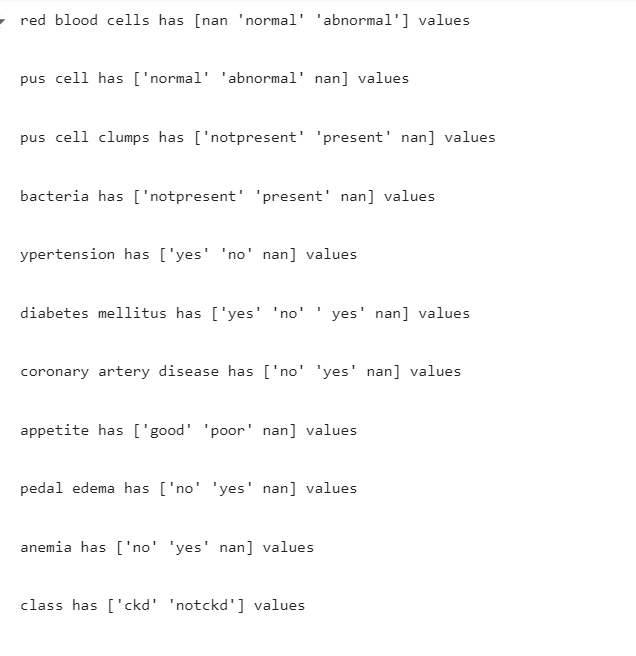 red blood cells has [nan 'normal' 'abnormal'] values
pus cell has ['normal' 'abnormal' nan] values
pus cell clumps has ['notpresent' 'present' nan] values
bacteria has ['notpresent' 'present' nan] values
ypertension has ['yes' 'no' nan] values
diabetes mellitus has ['yes' 'no' ' yes' nan] values
coronary artery disease has ['no' 'yes' nan] values
appetite has ['good' 'poor' nan] values
pedal edema has ['no' 'yes' nan] values
anemia has ['no' 'yes' nan] values
class has ['ckd' 'notckd'] values